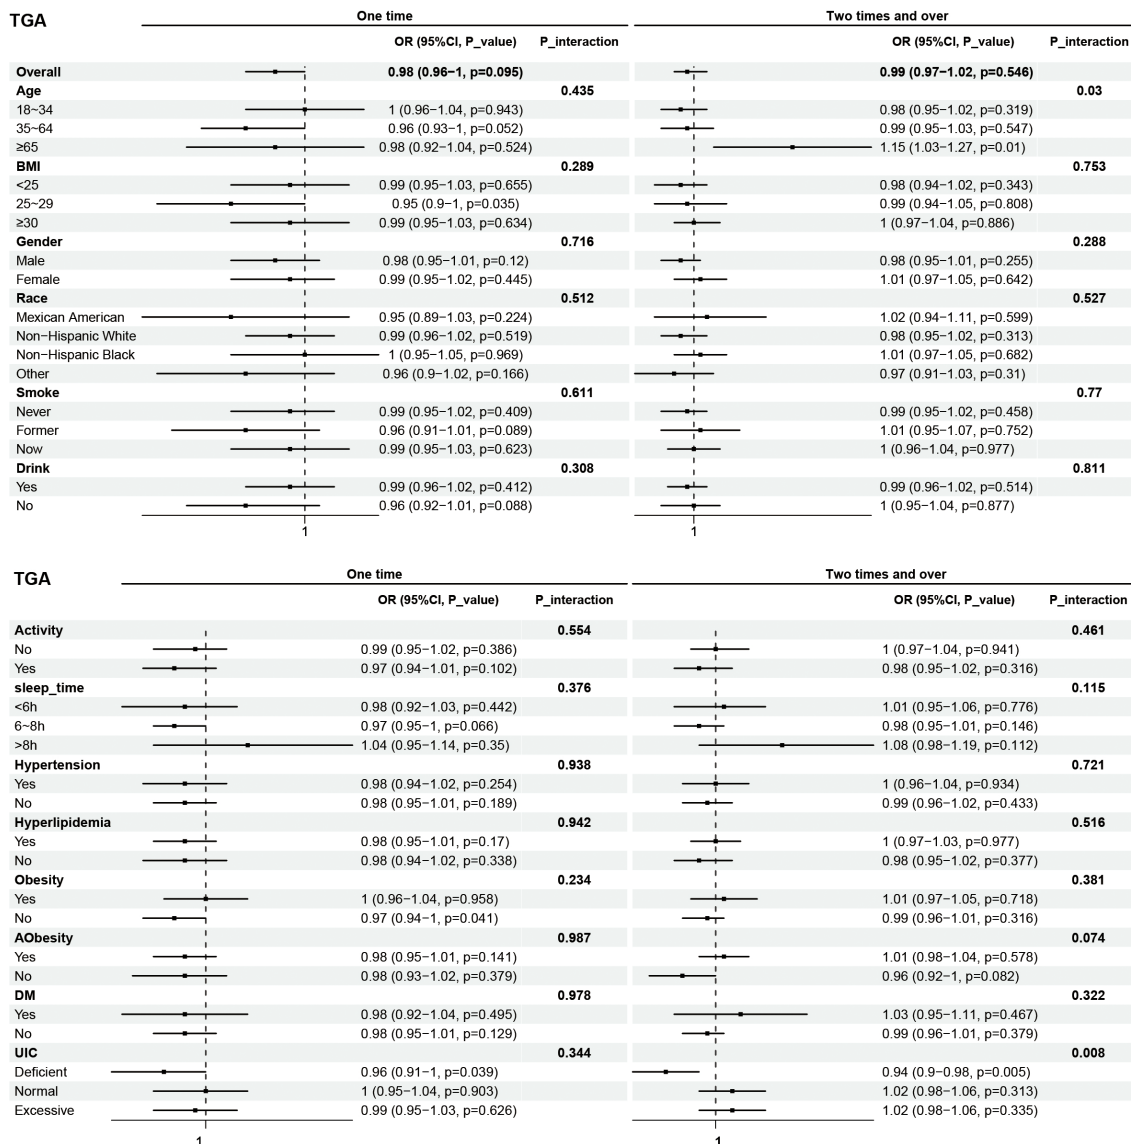 TGA One time Two times and over
OR (95%CI, P_value) P_interaction OR (95%CI, P_value) P_interaction
Overall 0.98 (0.96−1, p=0.095) 0.99 (0.97−1.02, p=0.546)
Age 0.435 0.03
18~34 1 (0.96−1.04, p=0.943) 0.98 (0.95−1.02, p=0.319)
35~64 0.96 (0.93−1, p=0.052) 0.99 (0.95−1.03, p=0.547)
≥65 0.98 (0.92−1.04, p=0.524) 1.15 (1.03−1.27, p=0.01)
BMI 0.289 0.753
<25 0.99 (0.95−1.03, p=0.655) 0.98 (0.94−1.02, p=0.343)
25~29 0.95 (0.9−1, p=0.035) 0.99 (0.94−1.05, p=0.808)
≥30 0.99 (0.95−1.03, p=0.634) 1 (0.97−1.04, p=0.886)
Gender 0.716 0.288
Male 0.98 (0.95−1.01, p=0.12) 0.98 (0.95−1.01, p=0.255)
Female 0.99 (0.95−1.02, p=0.445) 1.01 (0.97−1.05, p=0.642)
Race 0.512 0.527
Mexican American 0.95 (0.89−1.03, p=0.224) 1.02 (0.94−1.11, p=0.599)
Non−Hispanic White 0.99 (0.96−1.02, p=0.519) 0.98 (0.95−1.02, p=0.313)
Non−Hispanic Black 1 (0.95−1.05, p=0.969) 1.01 (0.97−1.05, p=0.682)
Other 0.96 (0.9−1.02, p=0.166) 0.97 (0.91−1.03, p=0.31)
Smoke 0.611 0.77
Never 0.99 (0.95−1.02, p=0.409) 0.99 (0.95−1.02, p=0.458)
Former 0.96 (0.91−1.01, p=0.089) 1.01 (0.95−1.07, p=0.752)
Now 0.99 (0.95−1.03, p=0.623) 1 (0.96−1.04, p=0.977)
Drink 0.308 0.811
Yes 0.99 (0.96−1.02, p=0.412) 0.99 (0.96−1.02, p=0.514)
No 0.96 (0.92−1.01, p=0.088) 1 (0.95−1.04, p=0.877)
1 1
TGA One time Two times and over
OR (95%CI, P_value) P_interaction OR (95%CI, P_value) P_interaction
Activity 0.554 0.461
No 0.99 (0.95−1.02, p=0.386) 1 (0.97−1.04, p=0.941)
Yes 0.97 (0.94−1.01, p=0.102) 0.98 (0.95−1.02, p=0.316)
sleep_time 0.376 0.115
<6h 0.98 (0.92−1.03, p=0.442) 1.01 (0.95−1.06, p=0.776)
6~8h 0.97 (0.95−1, p=0.066) 0.98 (0.95−1.01, p=0.146)
>8h 1.04 (0.95−1.14, p=0.35) 1.08 (0.98−1.19, p=0.112)
Hypertension 0.938 0.721
Yes 0.98 (0.94−1.02, p=0.254) 1 (0.96−1.04, p=0.934)
No 0.98 (0.95−1.01, p=0.189) 0.99 (0.96−1.02, p=0.433)
Hyperlipidemia 0.942 0.516
Yes 0.98 (0.95−1.01, p=0.17) 1 (0.97−1.03, p=0.977)
No 0.98 (0.94−1.02, p=0.338) 0.98 (0.95−1.02, p=0.377)
Obesity 0.234 0.381
Yes 1 (0.96−1.04, p=0.958) 1.01 (0.97−1.05, p=0.718)
No 0.97 (0.94−1, p=0.041) 0.99 (0.96−1.01, p=0.316)
AObesity 0.987 0.074
Yes 0.98 (0.95−1.01, p=0.141) 1.01 (0.98−1.04, p=0.578)
No 0.98 (0.93−1.02, p=0.379) 0.96 (0.92−1, p=0.082)
DM 0.978 0.322
Yes 0.98 (0.92−1.04, p=0.495) 1.03 (0.95−1.11, p=0.467)
No 0.98 (0.95−1.01, p=0.129) 0.99 (0.96−1.01, p=0.379)
UIC 0.344 0.008
Deficient 0.96 (0.91−1, p=0.039) 0.94 (0.9−0.98, p=0.005)
Normal 1 (0.95−1.04, p=0.903) 1.02 (0.98−1.06, p=0.313)
Excessive 0.99 (0.95−1.03, p=0.626) 1.02 (0.98−1.06, p=0.335)
1 1